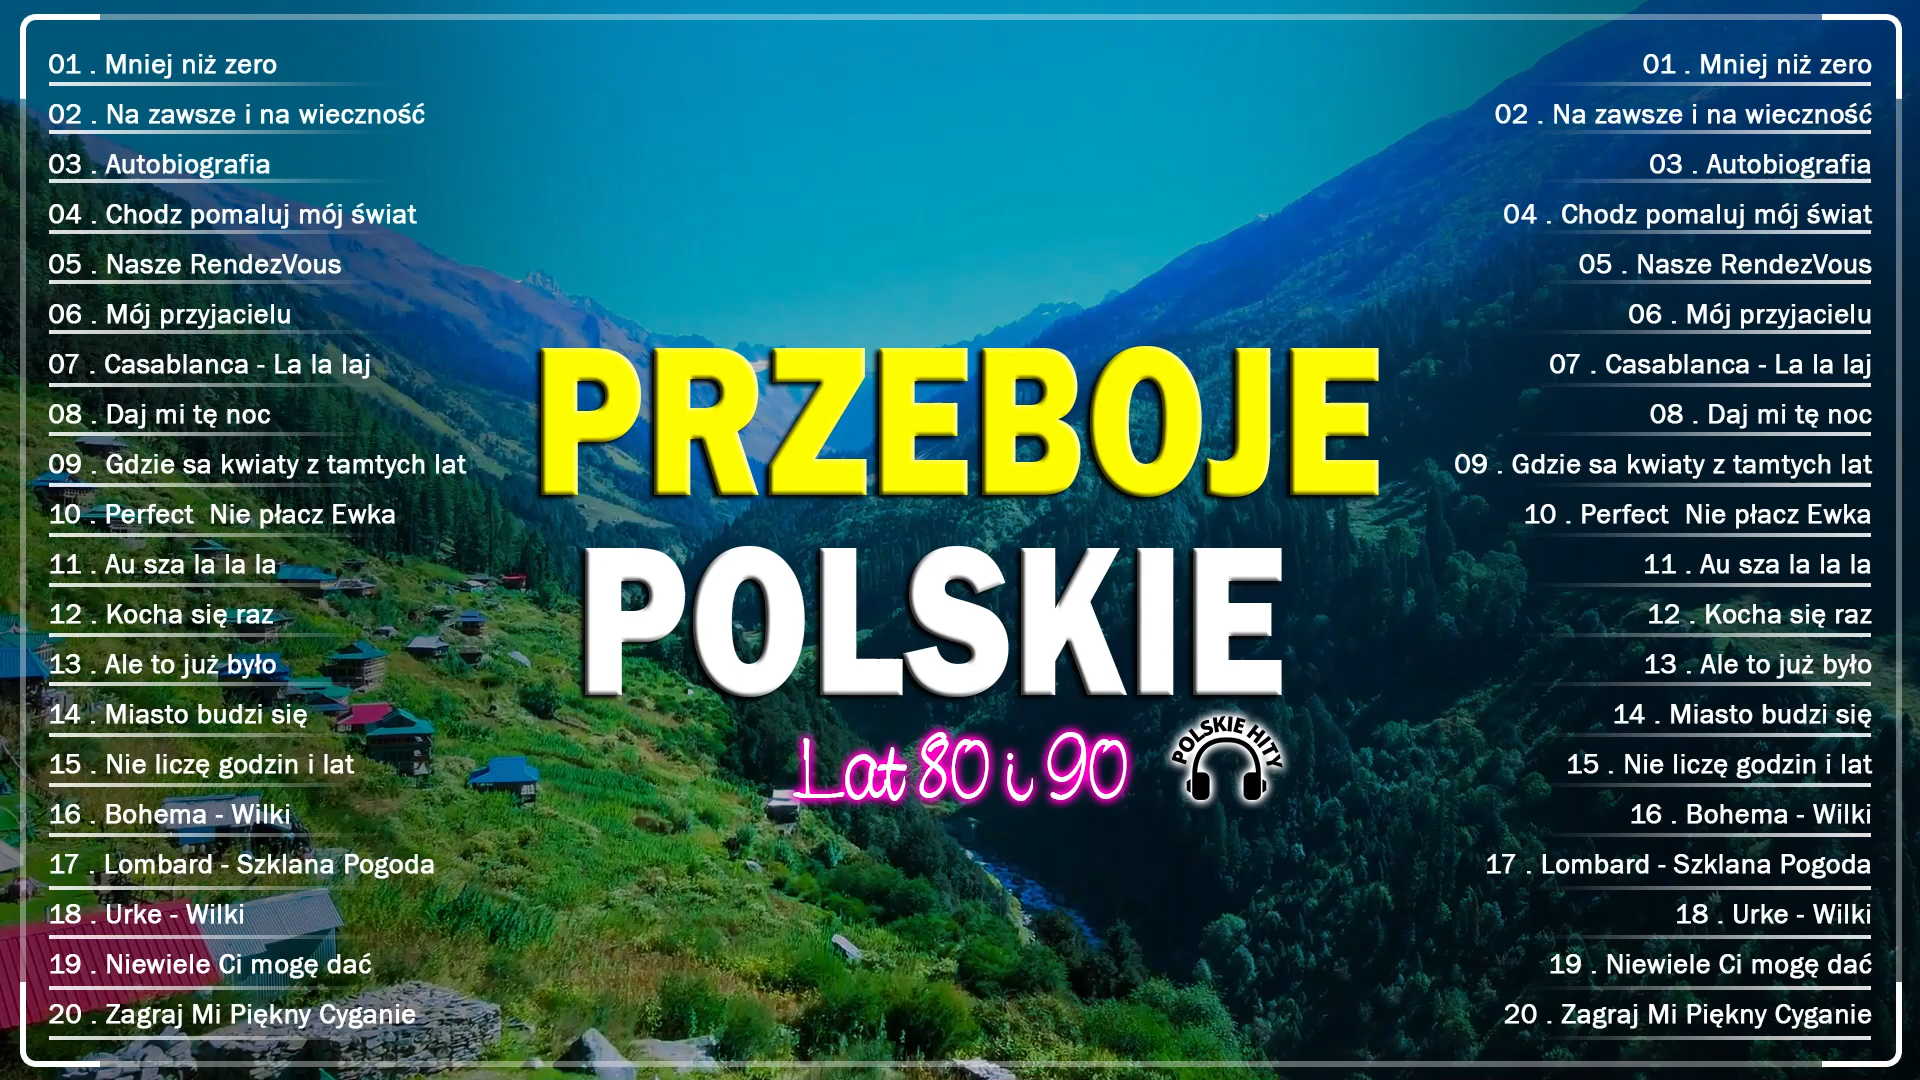 01 . Mniej niż zero
02 . Na zawsze i na wieczność
03 . Autobiografia
04 . Chodz pomaluj mój świat
05 . Nasze RendezVous
06 . Mój przyjacielu
07 . Casablanca - La la laj
08 . Daj mi tę noc
09 . Gdzie sa kwiaty z tamtych lat
10 . Perfect  Nie płacz Ewka
11 . Au sza la la la
12 . Kocha się raz
13 . Ale to już było
14 . Miasto budzi się
15 . Nie liczę godzin i lat
16 . Bohema - Wilki
17 . Lombard - Szklana Pogoda
18 . Urke - Wilki
19 . Niewiele Ci mogę dać
20 . Zagraj Mi Piękny Cyganie
PRZEBOJE
POLSKIE
Lat 80 i 90
POLSKIE HITY
01 . Mniej niż zero
02 . Na zawsze i na wieczność
03 . Autobiografia
04 . Chodz pomaluj mój świat
05 . Nasze RendezVous
06 . Mój przyjacielu
07 . Casablanca - La la laj
08 . Daj mi tę noc
09 . Gdzie sa kwiaty z tamtych lat
10 . Perfect  Nie płacz Ewka
11 . Au sza la la la
12 . Kocha się raz
13 . Ale to już było
14 . Miasto budzi się
15 . Nie liczę godzin i lat
16 . Bohema - Wilki
17 . Lombard - Szklana Pogoda
18 . Urke - Wilki
19 . Niewiele Ci mogę dać
20 . Zagraj Mi Piękny Cyganie